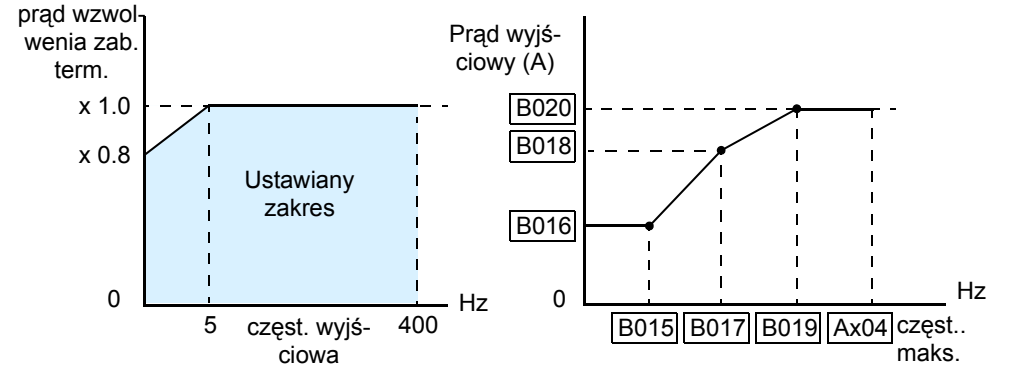 prąd wzwol
wenia zab.
term.
x 1.0
x 0.8
Ustawiany
zakres
0
Hz
5
częst. wyjś-
ciowa
400
Prąd wyjś-
ciowy (A)
B020
B018
B016
0
Hz
B015
B017
B019
Ax04
częst..
maks.